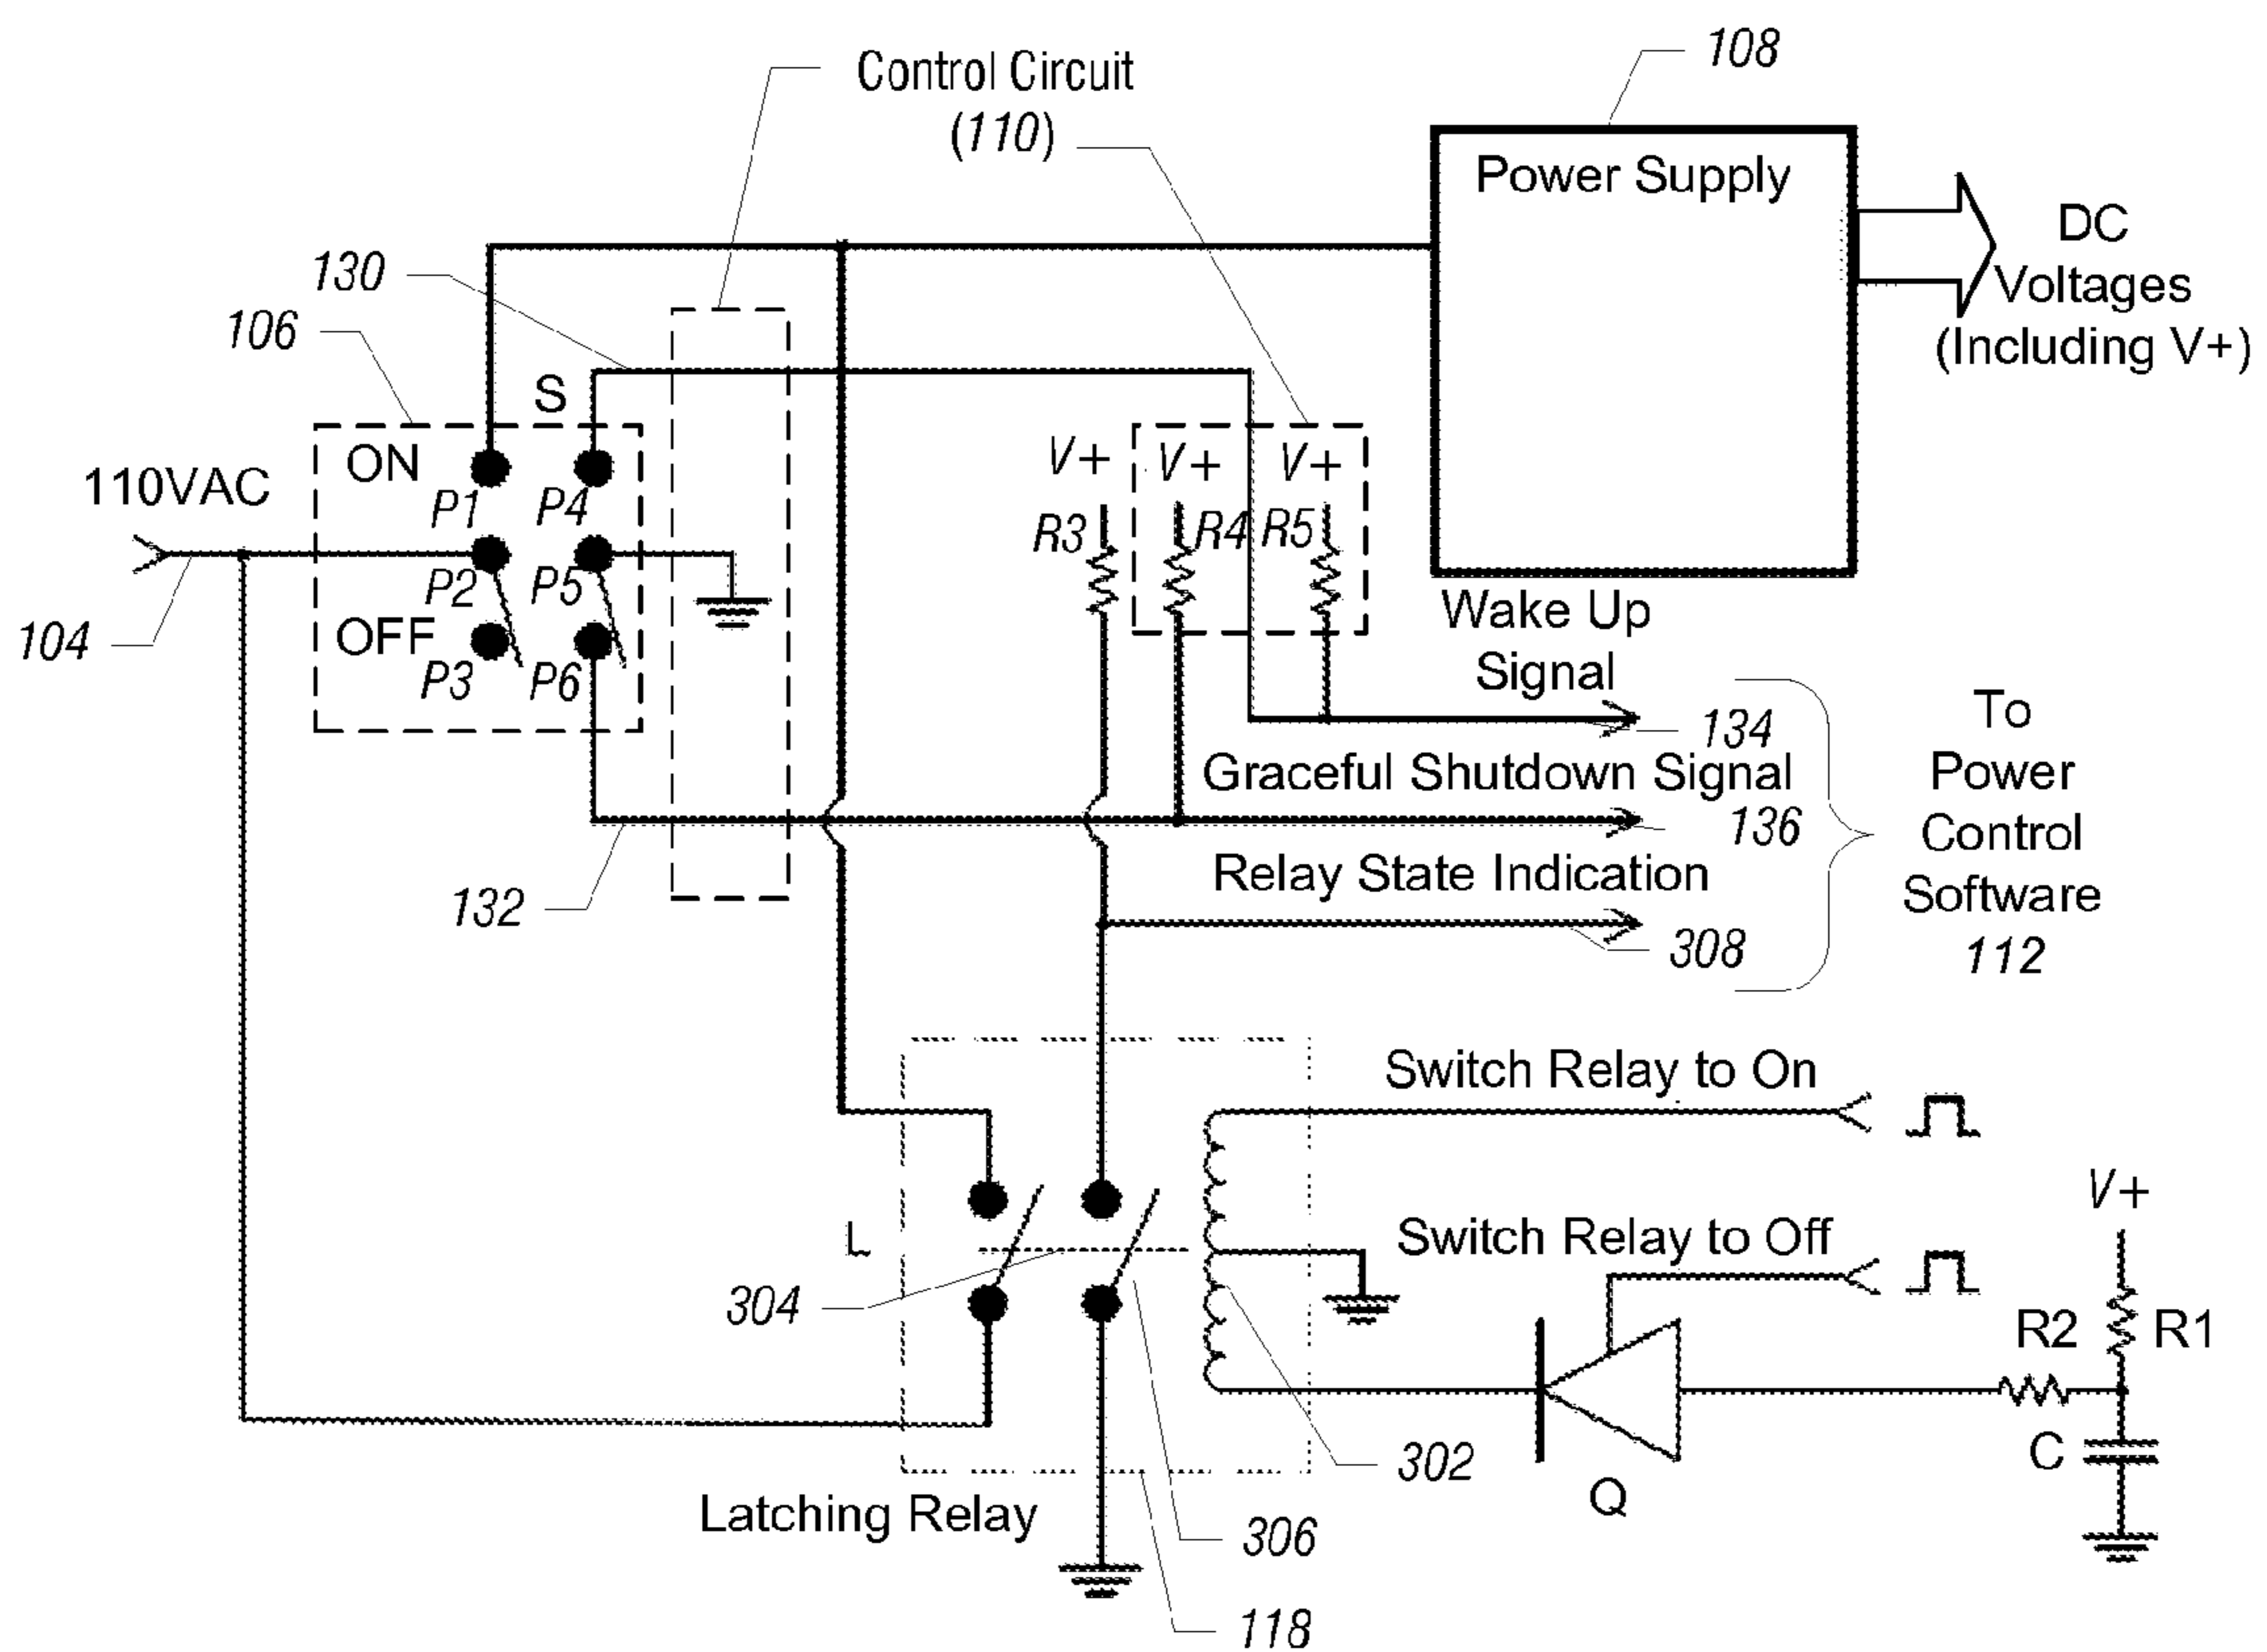 108
Control Circuit
(110)
Power Supply
DC
Voltages
(Including V+)
130
106
S
ON
110VAC
P1
P4
V+
V+
V+
R3
R4
R5
P2
P5
104
OFF
P3
P6
Wake Up
Signal
134
To
Power
Control
Software
112
Graceful Shutdown Signal
136
132
Relay State Indication
308
Switch Relay to On
V+
L
Switch Relay to Off
304
R2
R1
302
C
Q
Latching Relay
306
118